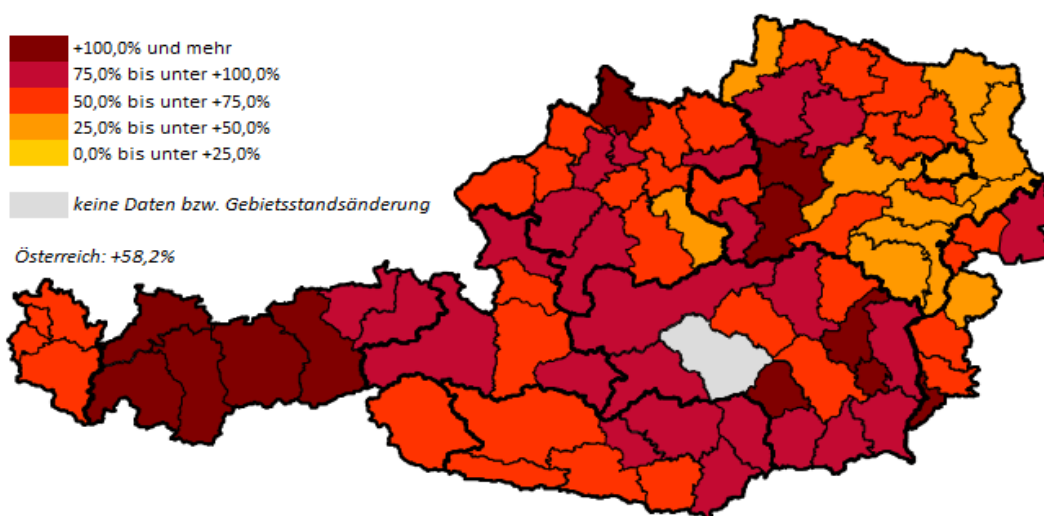 +100,0% und mehr
75,0% bis unter +100,0%
50,0% bis unter +75,0%
25,0% bis unter +50,0%
0,0% bis unter +25,0%
keine Daten bzw. Gebietsstandsänderung
Österreich: +58,2%